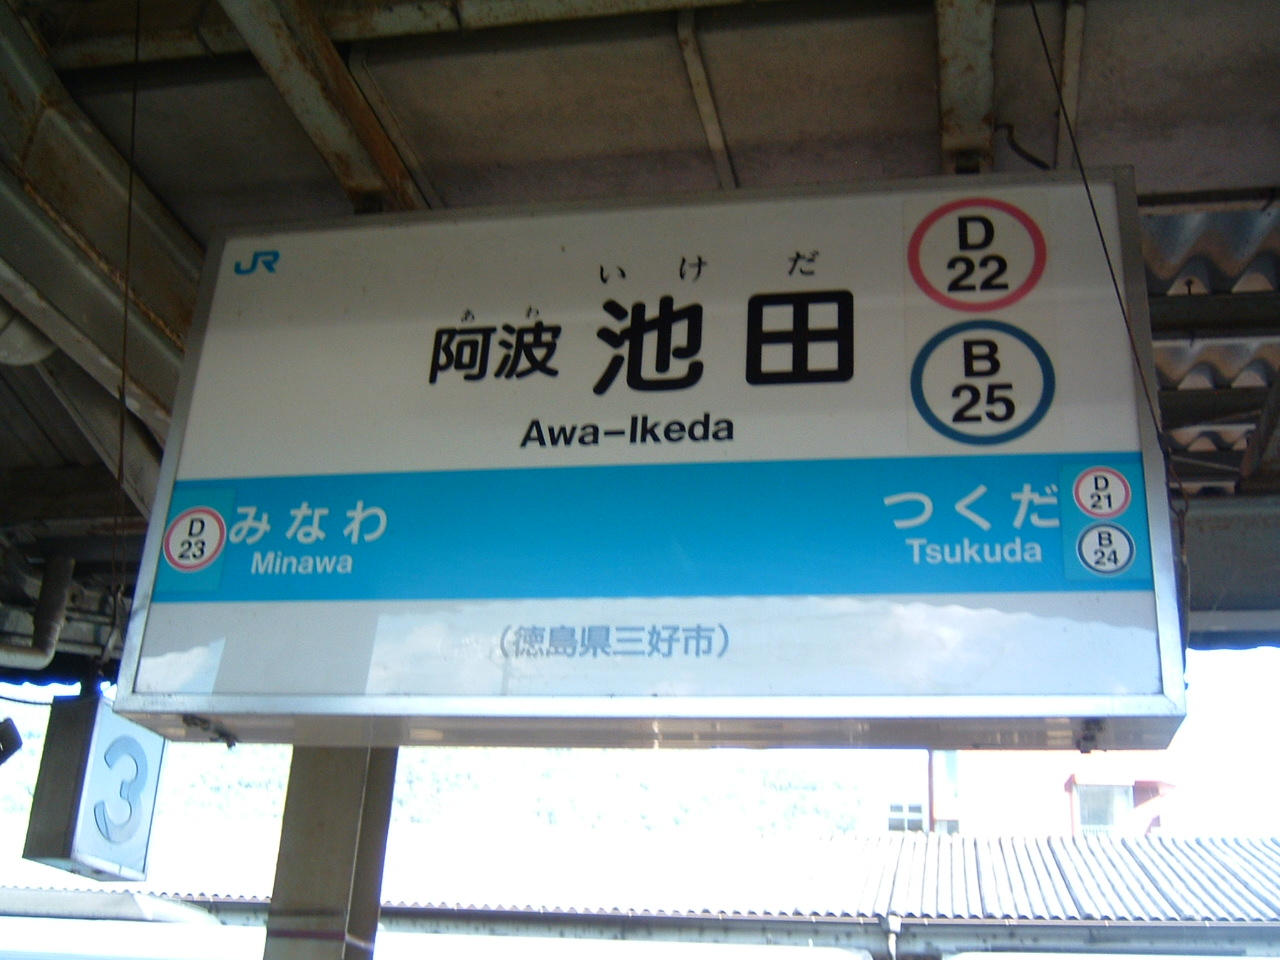 JR
いけだ
あわ
阿波池田
Awa-Ikeda
D
22
B
25
D
23
みなわ
Minawa
つくだ
Tsukuda
D
21
B
24
(徳島県三好市)
3